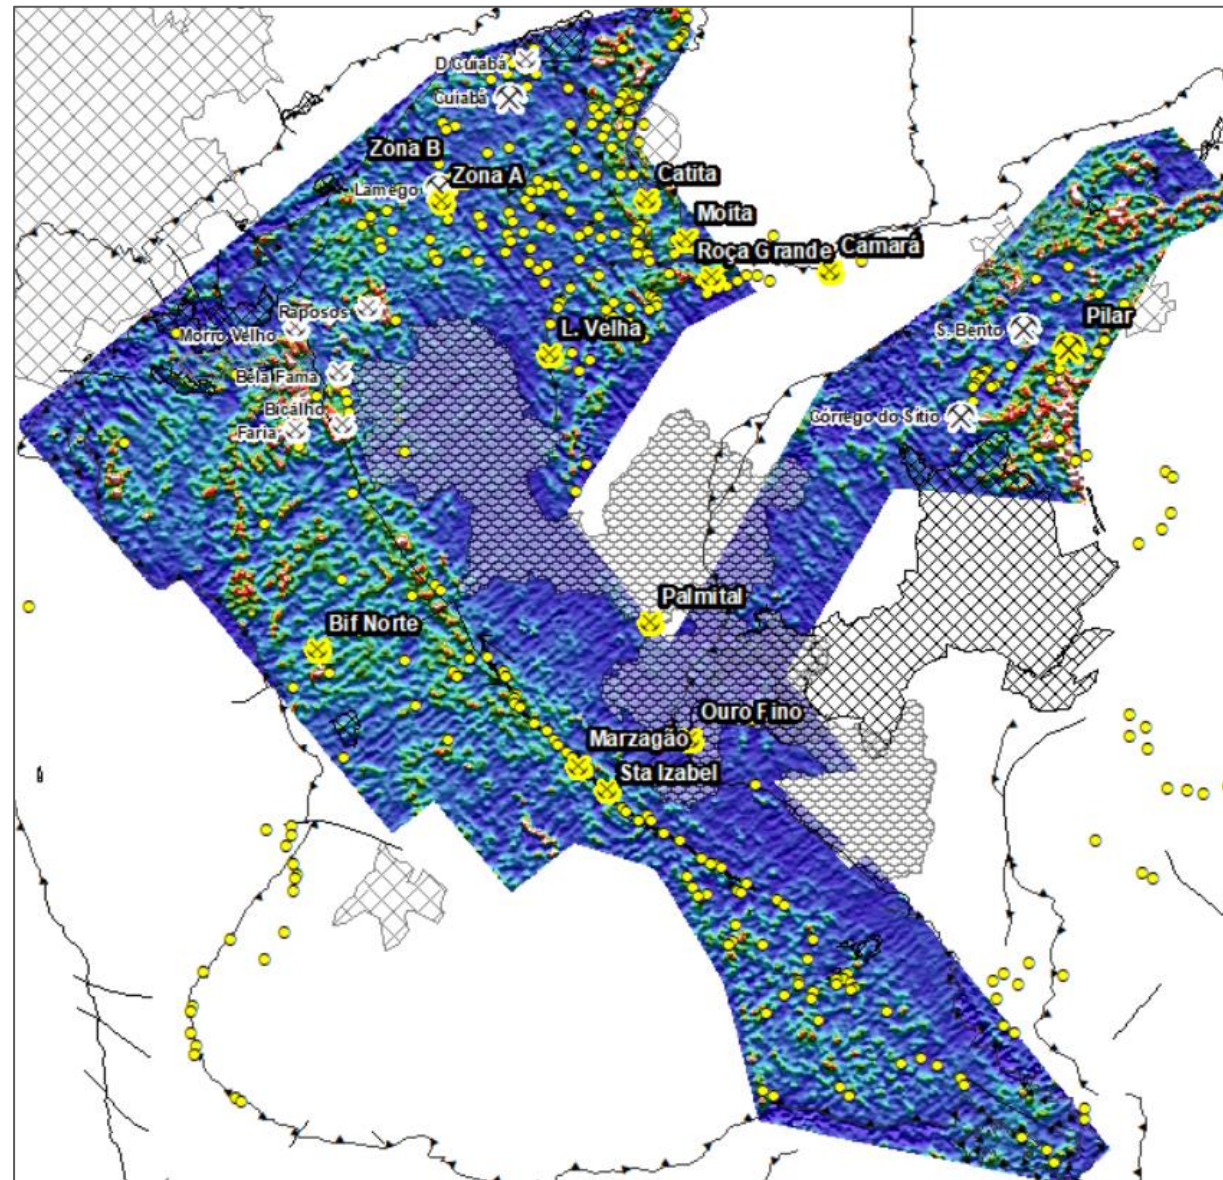 D Cuiabá
Cuiabá
Zona B
Zona A
Lamego
Catita
Moita
Roça Grande
Camará
Raposos
Morro Velho
L. Velha
S. Bento
Pilar
Bela Fama
Bicalho
Faria
Córrego do Sítio
Palmital
Bif Norte
Ouro Fino
Marzagão
Sta Izabel